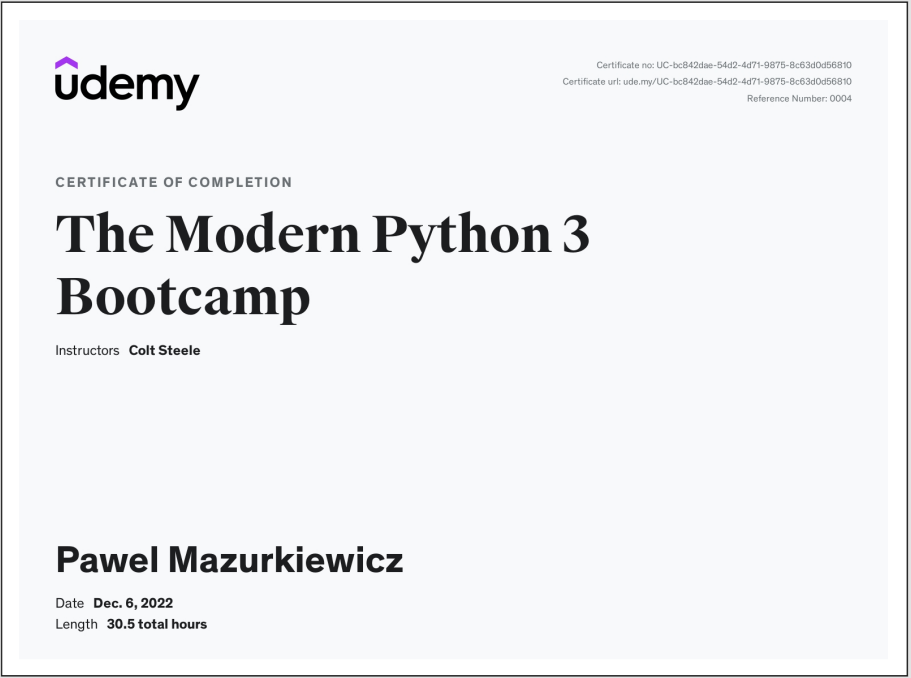 udemy
Certificate no: UC-bc842dae-54d2-4d71-9875-8c63d0d56810
Certificate url: ude.my/UC-bc842dae-54d2-4d71-9875-8c63d0d56810
Reference Number: 0004
CERTIFICATE OF COMPLETION
The Modern Python 3
Bootcamp
Instructors Colt Steele
Pawel Mazurkiewicz
Date Dec. 6, 2022
Length 30.5 total hours